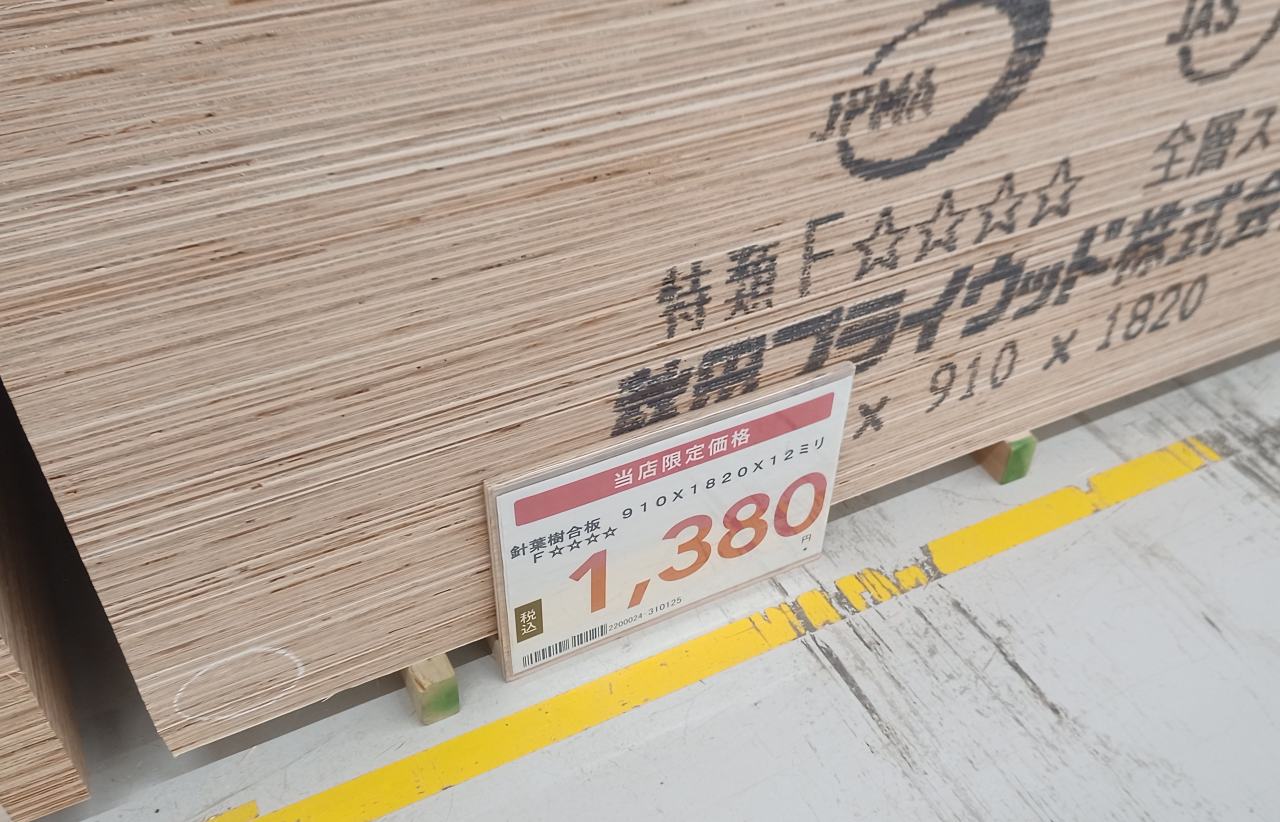 JPMA
JAS
特類 F☆☆☆☆ 全層ス
プライウッド株式会
x 910 x 1820
当店限定価格
910X1820X12ミリ
針葉樹合板
F☆☆☆☆
1,380
円
税込
2200024-310125